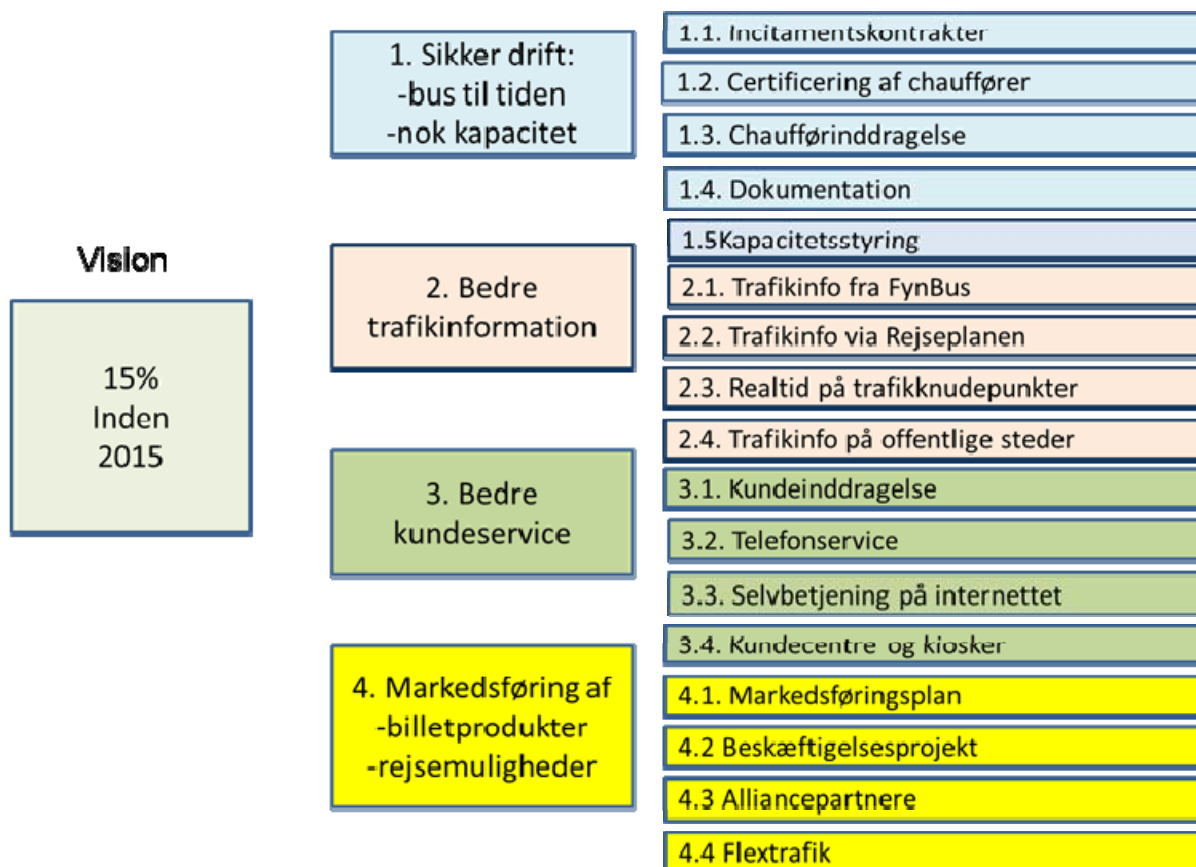 Vision
15%
Inden
2015
1. Sikker drift:
-bus til tiden
-nok kapacitet
1.1. Incitamentskontrakter
1.2. Certificering af chauffører
1.3. Chaufførinddragelse
1.4. Dokumentation
1.5Kapacitetsstyring
2. Bedre
trafikinformation
2.1. Trafikinfo fra FynBus
2.2. Trafikinfo via Rejseplanen
2.3. Realtid på trafikknudepunkter
2.4. Trafikinfo på offentlige steder
3. Bedre
kundeservice
3.1. Kundeinddragelse
3.2. Telefonservice
3.3. Selvbetjening på internettet
3.4. Kundecentre og kiosker
4. Markedsføring af
-billetprodukter
-rejsemuligheder
4.1. Markedsføringsplan
4.2 Beskæftigelsesprojekt
4.3 Alliancepartnere
4.4 Flextrafik